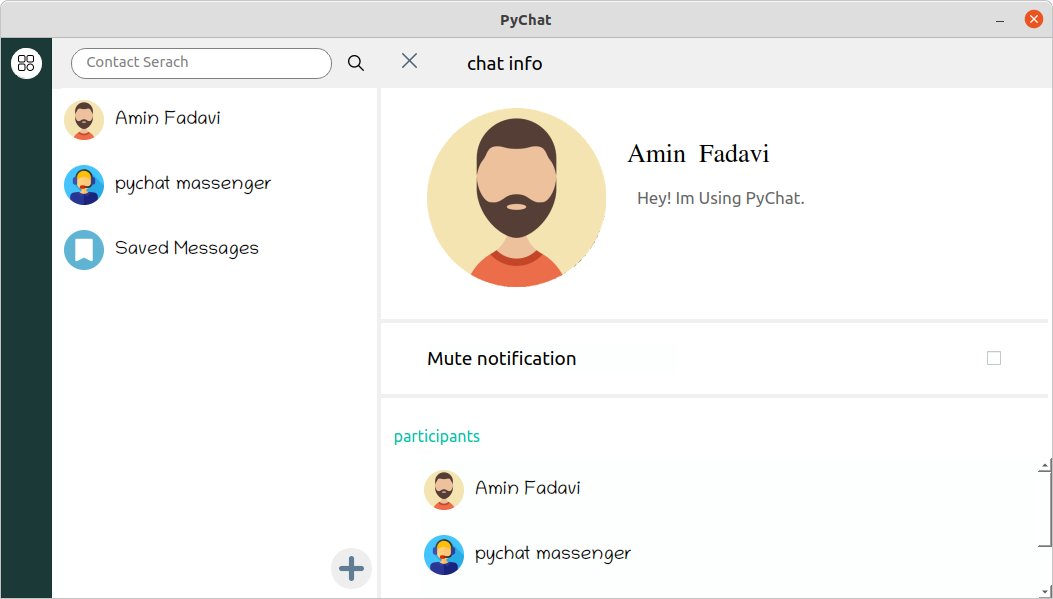 PyChat
Contact Serach
chat info
Amin Fadavi
pychat massenger
Saved Messages
Amin Fadavi
Hey! Im Using PyChat.
Mute notification
participants
Amin Fadavi
pychat massenger